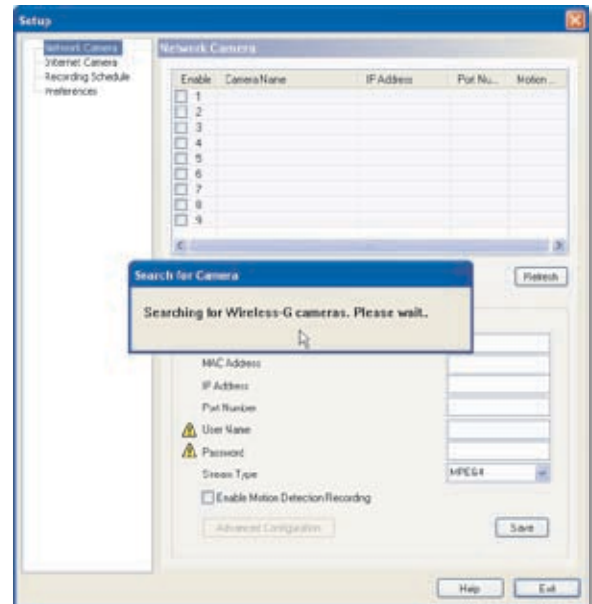 Setup
Network Camera
Internet Camera
Recording Schedule
Preferences
Network Camera
Enable Camera Name IP Address Port Nu... Motion ...
1
2
3
4
5
6
7
8
9
Refresh
Search for Camera
Searching for Wireless-G cameras. Please wait.
MAC Address
IP Address
Port Number
User Name
Password
Stream Type MPEG4
Enable Motion Detection Recording
Advanced Configuration Save
Help Exit